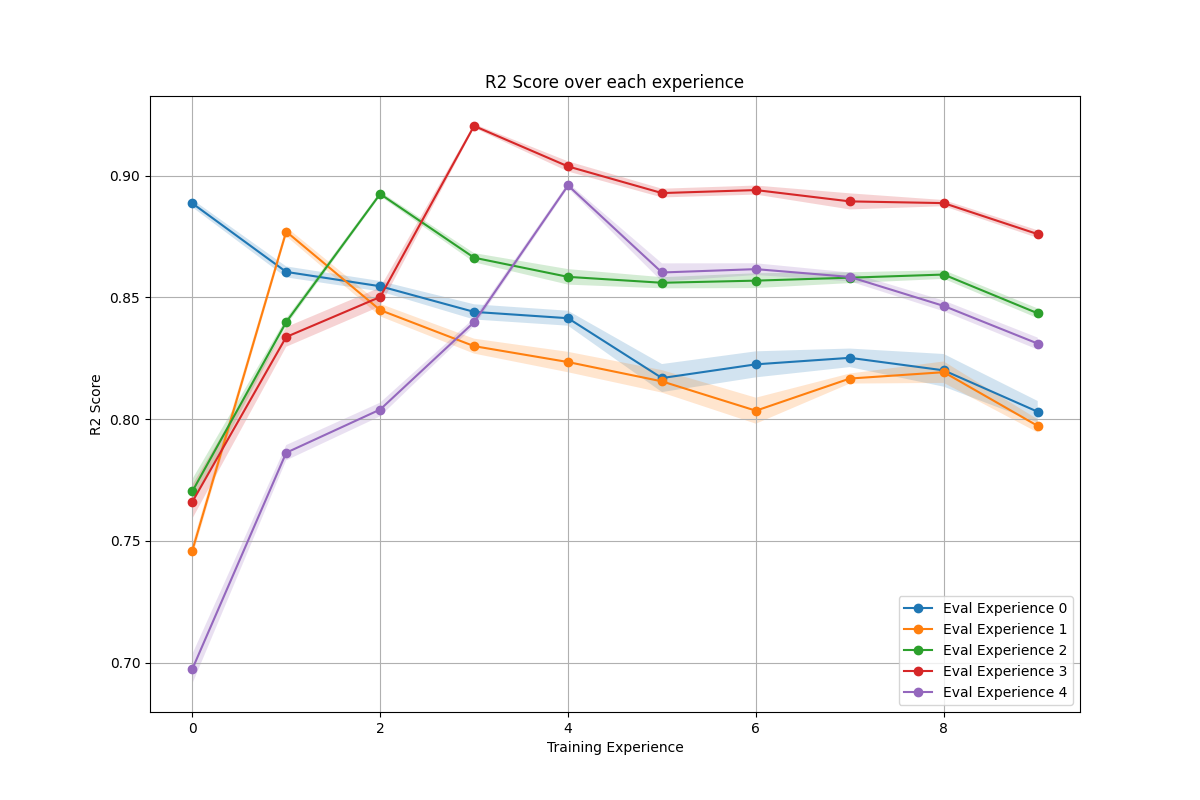 R2 Score over each experience
R2 Score
0.90
0.85
0.80
0.75
0.70
0 2 4 6 8
Training Experience
Eval Experience 0
Eval Experience 1
Eval Experience 2
Eval Experience 3
Eval Experience 4